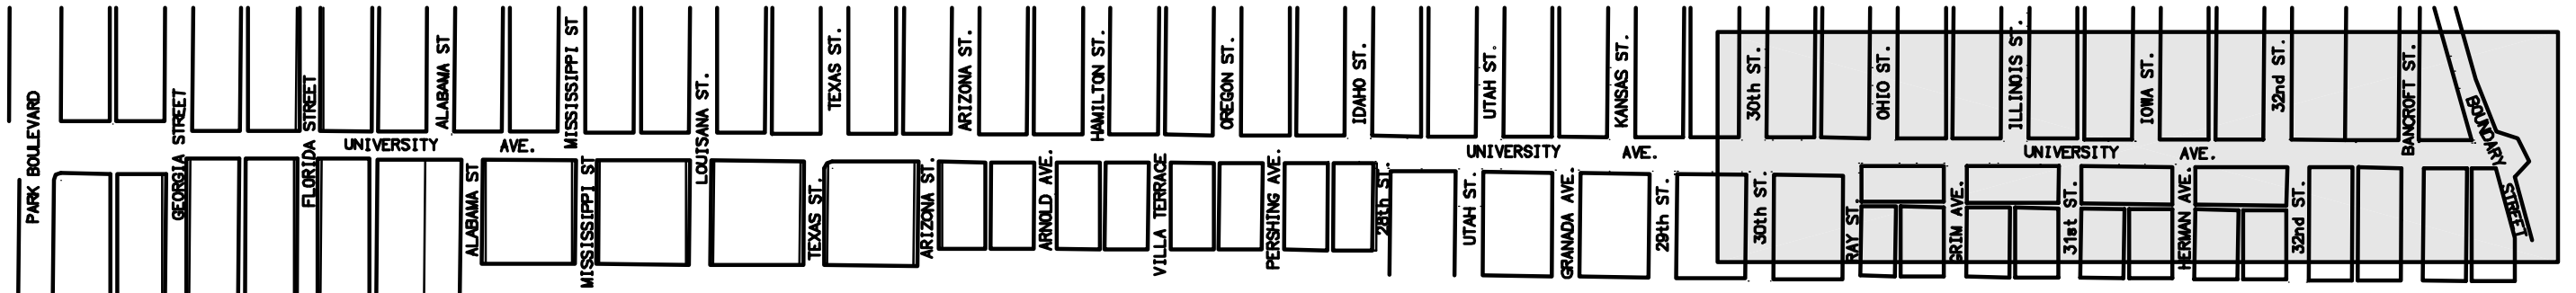 PARK BOULEVARD
GEORGIA STREET
FLORIDA STREET
ALABAMA ST
MISSISSIPPI ST
LOUISANA ST.
TEXAS ST.
ARIZONA ST.
HAMILTON ST.
OREGON ST.
IDAHO ST.
UTAH ST.
KANSAS ST.
30th ST.
OHIO ST.
ILLINOIS ST.
IOWA ST.
32nd ST.
BANCROFT ST.
BOUNDARY STREET
UNIVERSITY AVE.
UNIVERSITY AVE.
UNIVERSITY AVE.
ALABAMA ST
MISSISSIPPI ST
TEXAS ST.
ARIZONA ST.
ARNOLD AVE.
VILLA TERRACE
PERSHING AVE.
28th ST.
UTAH ST.
GRANADA AVE.
29th ST.
30th ST.
RAY ST.
GRIM AVE.
31st ST.
HERMAN AVE.
32nd ST.